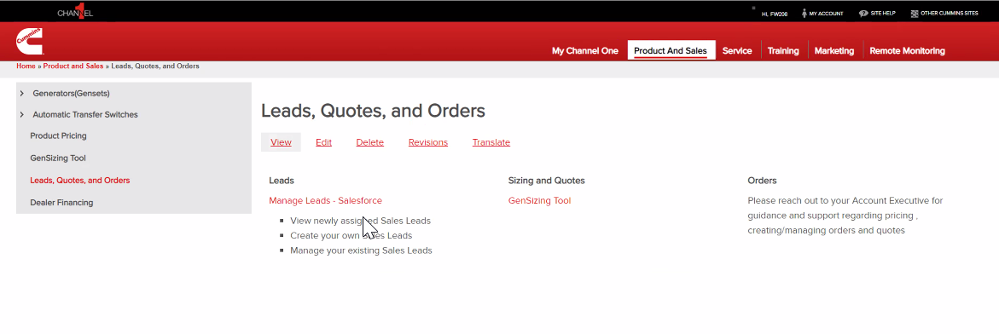 CHANNEL 1
HI, FW208
MY ACCOUNT
SITE HELP
OTHER CUMMINS SITES
Cummins
My Channel One
Product And Sales
Service
Training
Marketing
Remote Monitoring
Home » Product and Sales » Leads, Quotes, and Orders
Generators(Gensets)
Automatic Transfer Switches
Product Pricing
GenSizing Tool
Leads, Quotes, and Orders
Dealer Financing
Leads, Quotes, and Orders
View
Edit
Delete
Revisions
Translate
Leads
Manage Leads - Salesforce
View newly assigned Sales Leads
Create your own Sales Leads
Manage your existing Sales Leads
Sizing and Quotes
GenSizing Tool
Orders
Please reach out to your Account Executive for
guidance and support regarding pricing ,
creating/managing orders and quotes